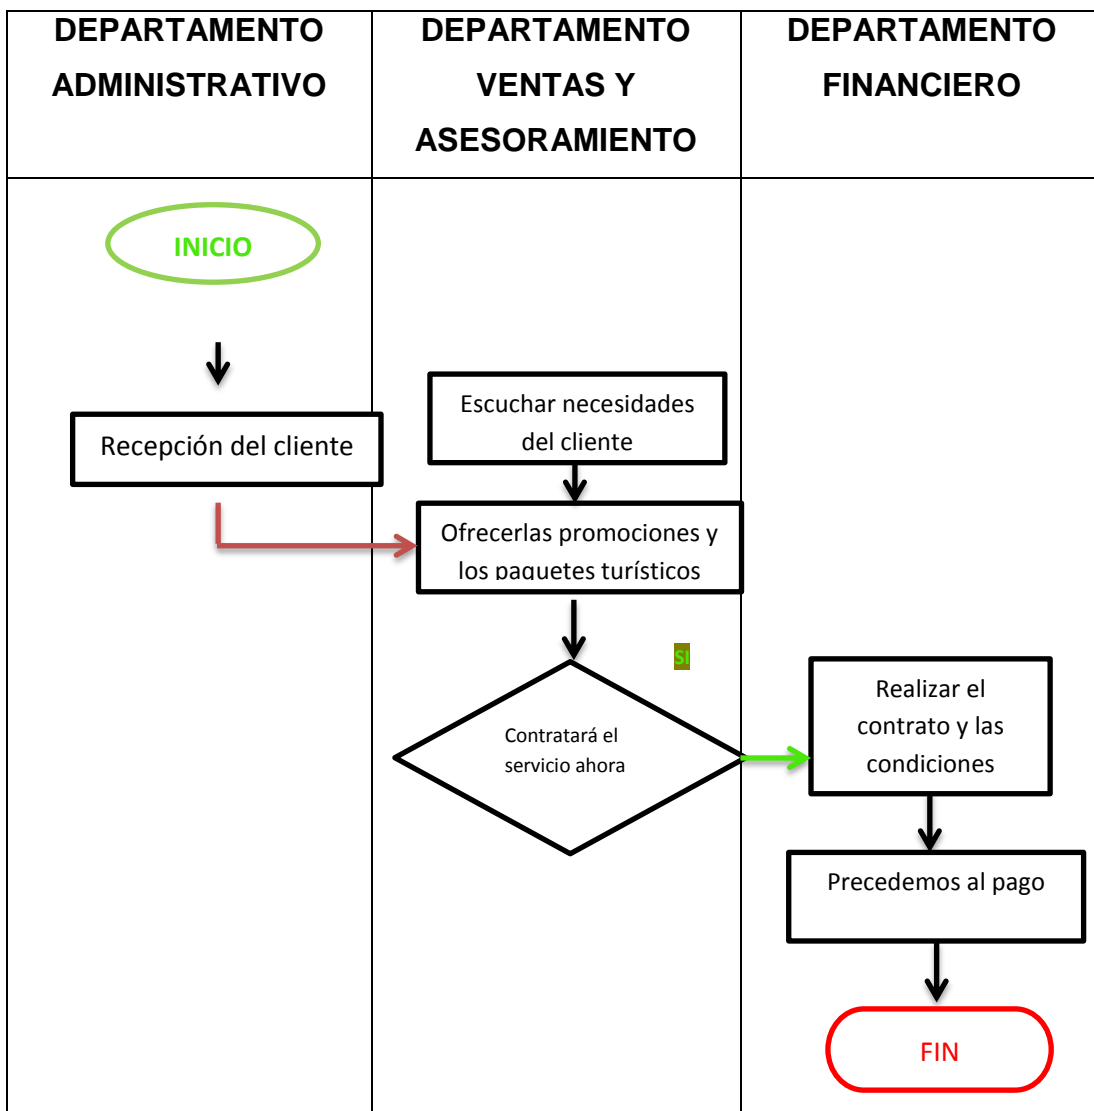 DEPARTAMENTO
ADMINISTRATIVO
DEPARTAMENTO
VENTAS Y
ASESORAMIENTO
DEPARTAMENTO
FINANCIERO
INICIO
Recepción del cliente
Escuchar necesidades
del cliente
Ofrecerlas promociones y
los paquetes turísticos
SI
Contratará el
servicio ahora
Realizar el
contrato y las
condiciones
Precedemos al pago
FIN